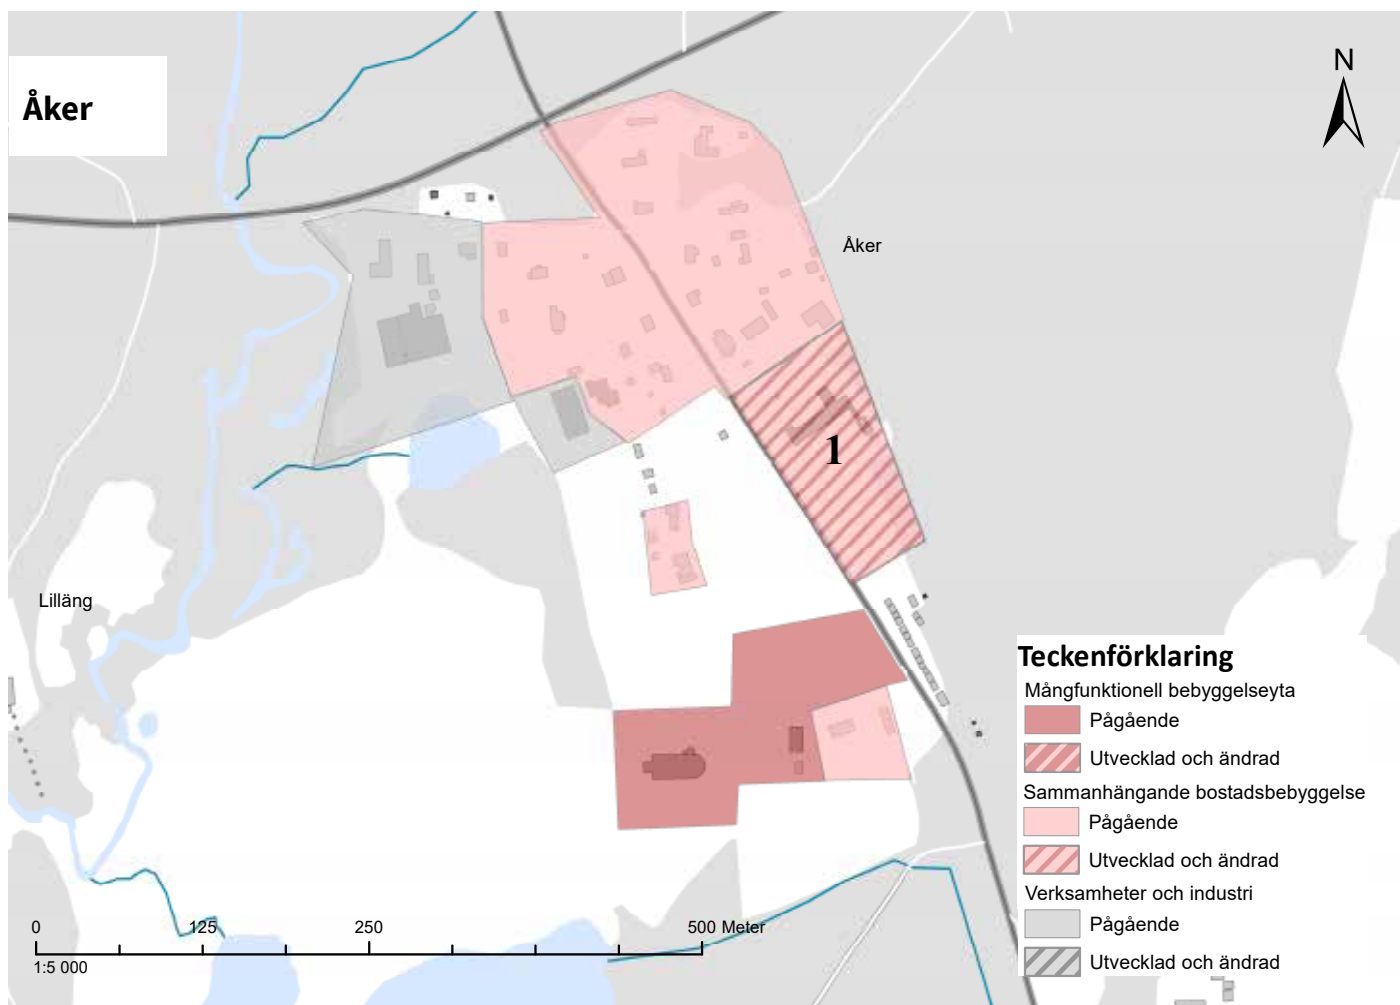 Åker
N
Åker
1
Lilläng
Teckenförklaring
Mångfunktionell bebyggelseyta
Pågående
Utvecklad och ändrad
Sammanhängande bostadsbebyggelse
Pågående
Utvecklad och ändrad
Verksamheter och industri
Pågående
Utvecklad och ändrad
0 125 250 500 Meter
1:5 000